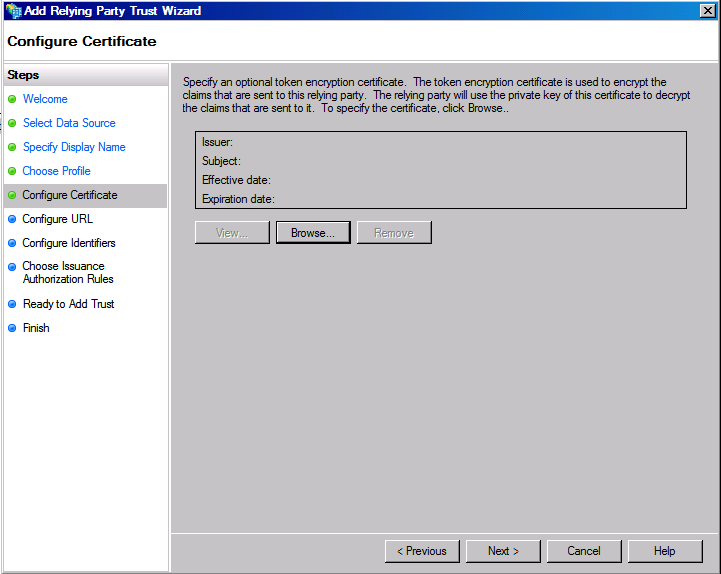 Add Relying Party Trust Wizard
Configure Certificate
Steps
Welcome
Select Data Source
Specify Display Name
Choose Profile
Configure Certificate
Configure URL
Configure Identifiers
Choose Issuance
Authorization Rules
Ready to Add Trust
Finish
Specify an optional token encryption certificate.  The token encryption certificate is used to encrypt the
claims that are sent to this relying party.  The relying party will use the private key of this certificate to decrypt
the claims that are sent to it.  To specify the certificate, click Browse..
Issuer:
Subject:
Effective date:
Expiration date:
View... Browse... Remove
< Previous Next > Cancel Help